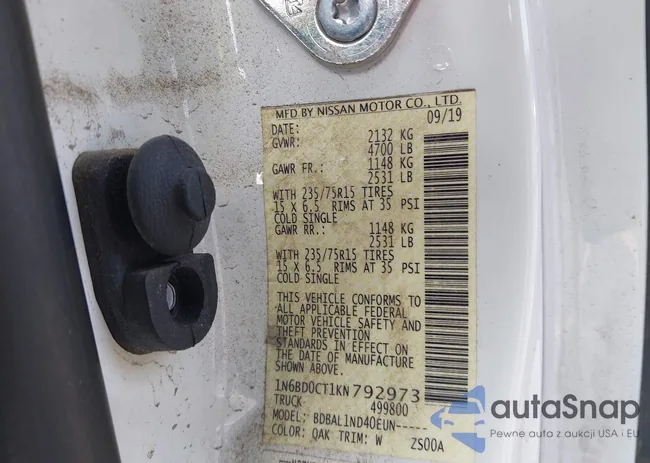 MFD BY NISSAN MOTOR CO., LTD.
DATE: 09/19
GVWR: 2132 KG
4700 LB
GAWR FR.: 1148 KG
2531 LB
WITH 235/75R15 TIRES
15 X 6.5 RIMS AT 35 PSI
COLD SINGLE
GAWR RR.: 1148 KG
2531 LB
WITH 235/75R15 TIRES
15 X 6.5 RIMS AT 35 PSI
COLD SINGLE
THIS VEHICLE CONFORMS TO
ALL APPLICABLE FEDERAL
MOTOR VEHICLE SAFETY AND
THEFT PREVENTION
STANDARDS IN EFFECT ON
THE DATE OF MANUFACTURE
SHOWN ABOVE.
1N6BD0CT1KN792973
TRUCK 499800
MODEL: BDBAL1ND40EUN-----
COLOR: QAK TRIM: W ZS00A
autoSnap
Pewne auta z aukcji USA i EU